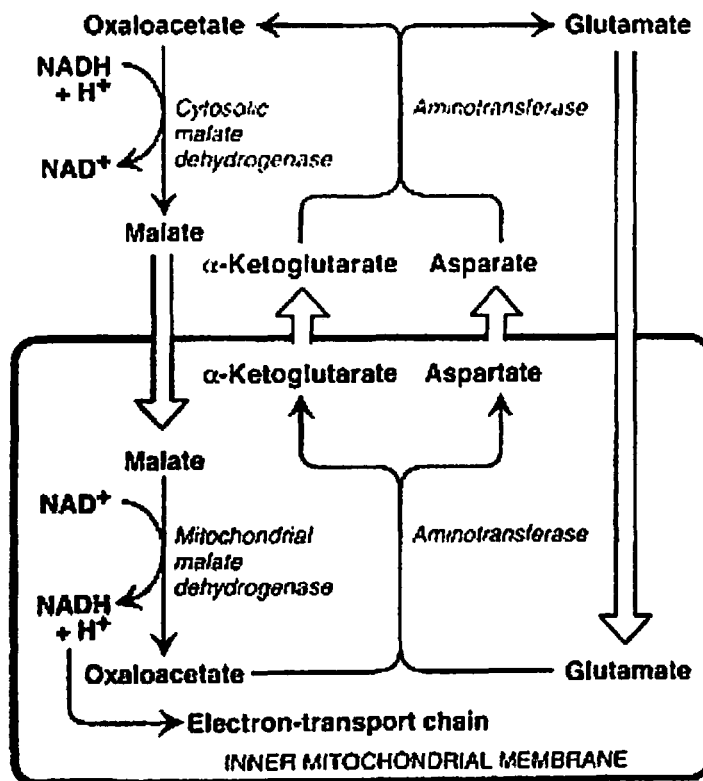 Oxaloacetate
Glutamate
NADH
+ H⁺
Cytosolic
malate
dehydrogenase
Aminotransferase
NAD⁺
Malate
α-Ketoglutarate
Asparate
α-Ketoglutarate
Aspartate
Malate
NAD⁺
Mitochondrial
malate
dehydrogenase
Aminotransferase
NADH
+ H⁺
Oxaloacetate
Glutamate
Electron-transport chain
INNER MITOCHONDRIAL MEMBRANE